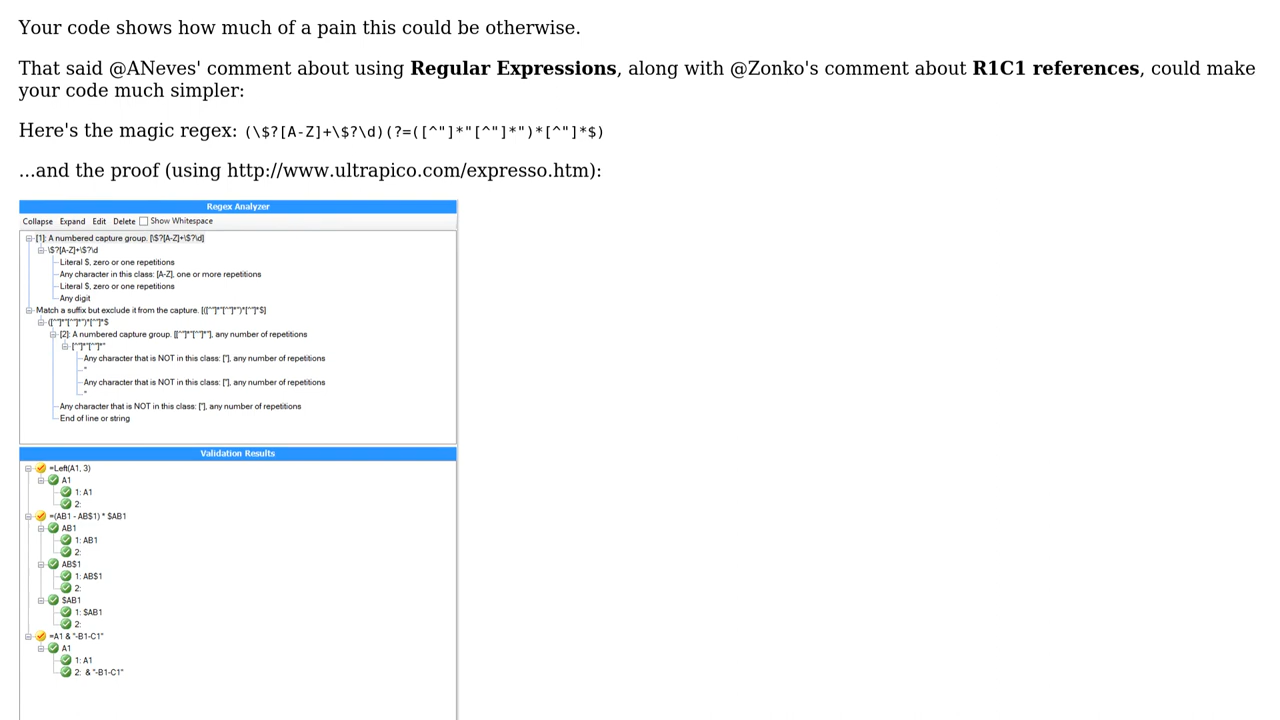 Your code shows how much of a pain this could be otherwise.
That said @ANeves' comment about using Regular Expressions, along with @Zonko's comment about R1C1 references, could make
your code much simpler:
Here's the magic regex: (\$?[A-Z]+\$?\d)(?=([^"]*"[^"]*")*[^"]*$)
...and the proof (using http://www.ultrapico.com/expresso.htm):
Regex Analyzer
Collapse Expand Edit Delete Show Whitespace
[1]: A numbered capture group. [\$?[A-Z]+\$?\d]
\$?[A-Z]+\$?\d
Literal $, zero or one repetitions
Any character in this class: [A-Z], one or more repetitions
Literal $, zero or one repetitions
Any digit
Match a suffix but exclude it from the capture. [([^"]*"[^"]*")*[^"]*$]
([^"]*"[^"]*")*[^"]*$
[2]: A numbered capture group. [[^"]*"[^"]*"], any number of repetitions
[^"]*"[^"]*"
Any character that is NOT in this class: ["], any number of repetitions
"
Any character that is NOT in this class: ["], any number of repetitions
"
Any character that is NOT in this class: ["], any number of repetitions
End of line or string
Validation Results
=Left(A1, 3)
A1
1: A1
2:
=(AB1 - AB$1) * $AB1
AB1
1: AB1
2:
AB$1
1: AB$1
2:
$AB1
1: $AB1
2:
=A1 & "-B1-C1"
A1
1: A1
2: & "-B1-C1"